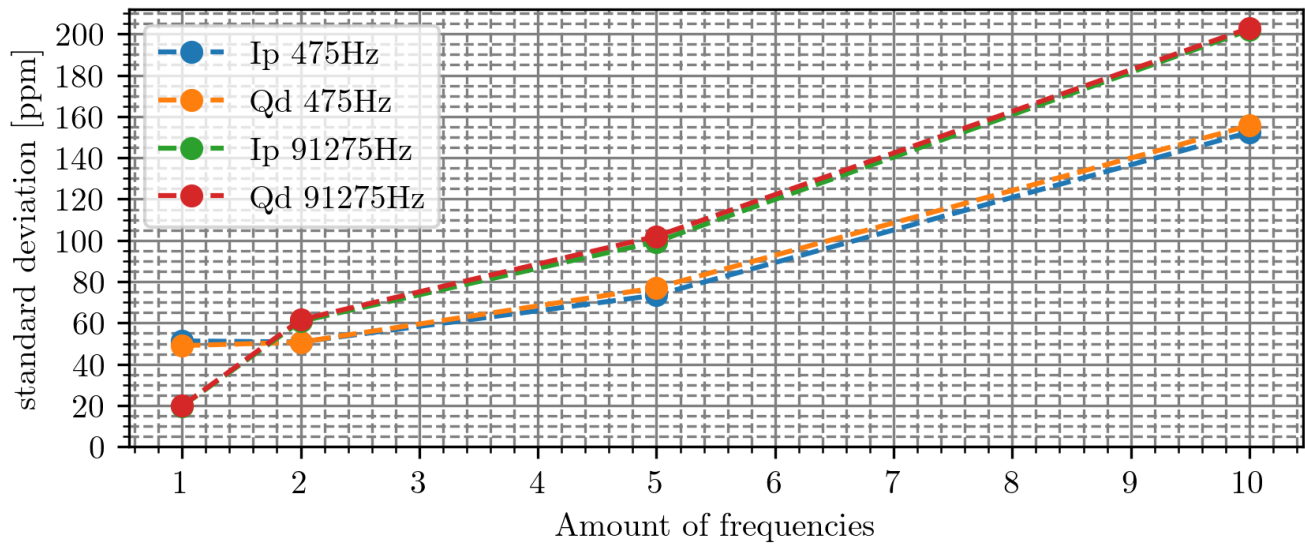 200
180
160
140
120
100
80
60
40
20
0
standard deviation [ppm]
Ip 475Hz
Qd 475Hz
Ip 91275Hz
Qd 91275Hz
1 2 3 4 5 6 7 8 9 10
Amount of frequencies